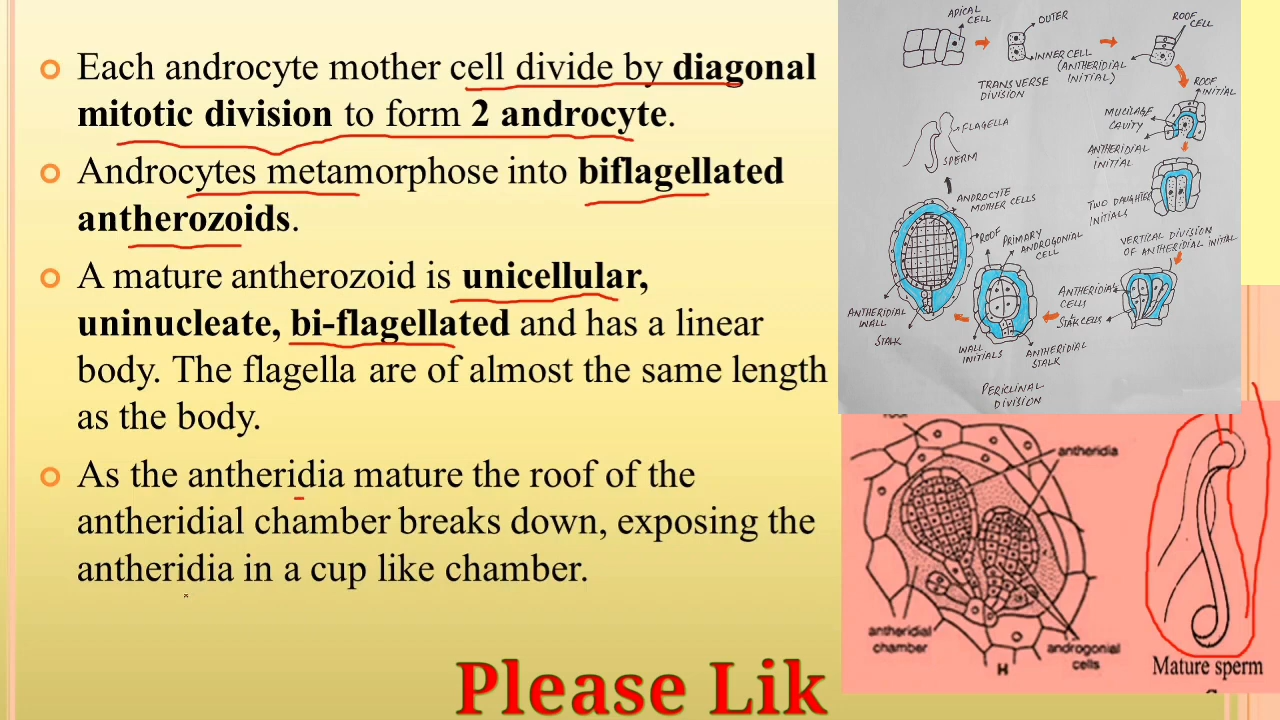 Each androcyte mother cell divide by diagonal
mitotic division to form 2 androcyte.
Androcytes metamorphose into biflagellated
antherozoids.
A mature antherozoid is unicellular,
uninucleate, bi-flagellated and has a linear
body. The flagella are of almost the same length
as the body.
As the antheridia mature the roof of the
antheridial chamber breaks down, exposing the
antheridia in a cup like chamber.
Please Lik
APICAL
CELL
OUTER
INNER CELL
(ANTHERIDIAL
INITIAL)
ROOF
CELL
TRANSVERSE
DIVISION
ROOF
INITIAL
MUCILAGE
CAVITY
ANTHERIDIAL
INITIAL
FLAGELLA
SPERM
TWO DAUGHTER
INITIALS
ANDROCYTE
MOTHER CELLS
ROOF
PRIMARY
ANDROGONIAL
CELL
VERTICAL DIVISION
OF ANTHERIDIAL INITIAL
ANTHERIDIAL
CELLS
STALK CELLS
ANTHERIDIAL
WALL
STALK
WALL
INITIALS
ANTHERIDIAL
STALK
PERICLINAL
DIVISION
antheridia
antheridial
chamber
androgonial
cells
H
Mature sperm